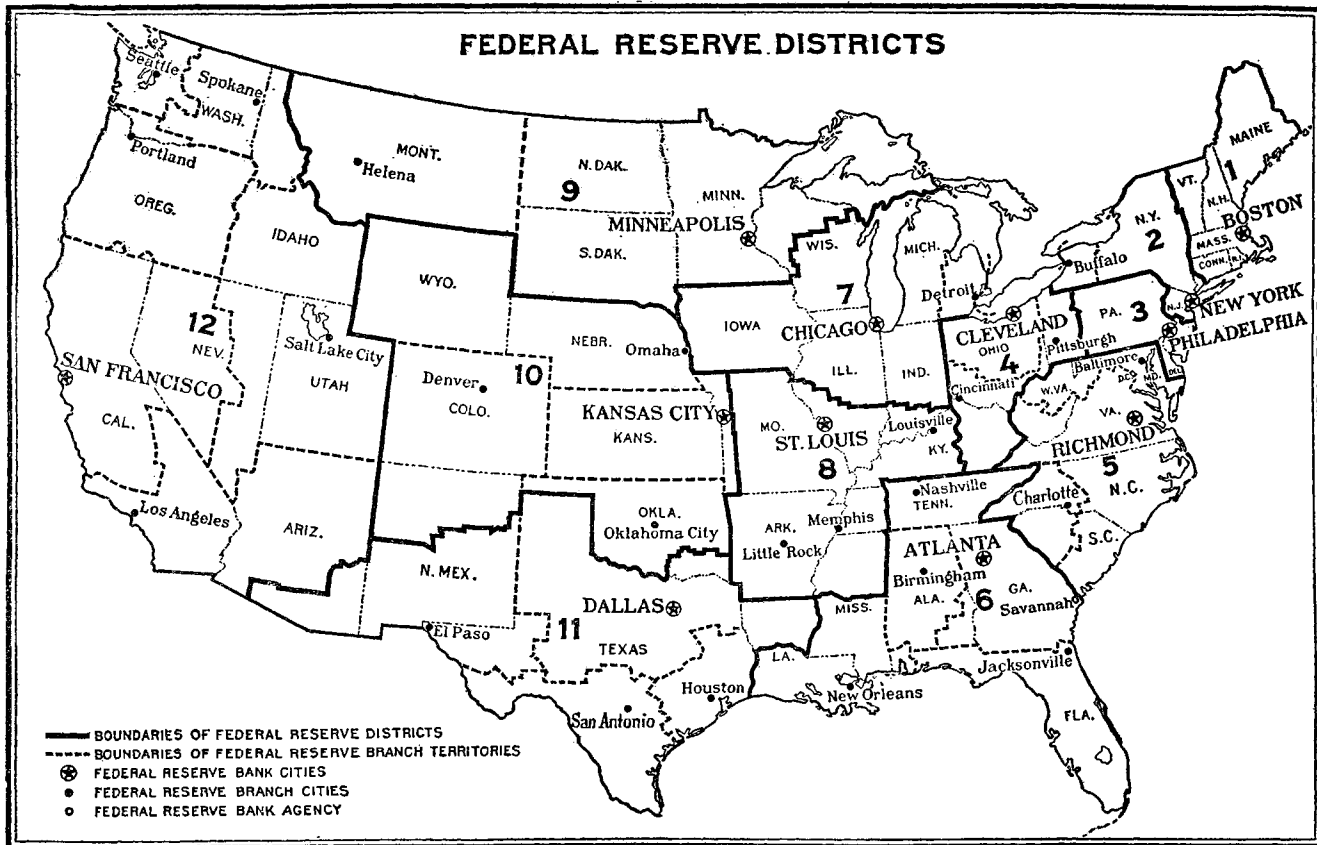 FEDERAL RESERVE DISTRICTS
Seattle
Spokane
WASH.
Portland
OREG.
IDAHO
MONT.
Helena
9
N. DAK.
S. DAK.
MINN.
MINNEAPOLIS
WYO.
NEBR.
Omaha
10
Denver
COLO.
KANSAS CITY
KANS.
OKLA.
Oklahoma City
12
NEV.
SAN FRANCISCO
CAL.
Los Angeles
Salt Lake City
UTAH
ARIZ.
N. MEX.
El Paso
11
DALLAS
TEXAS
San Antonio
Houston
WIS.
MICH.
7
Detroit
IOWA
CHICAGO
ILL.
IND.
MO.
ST. LOUIS
8
Louisville
KY.
ARK.
Little Rock
Memphis
MISS.
LA.
New Orleans
Nashville
TENN.
ATLANTA
Birmingham
ALA.
GA.
6
Savannah
Jacksonville
FLA.
CLEVELAND
OHIO
4
Cincinnati
Pittsburgh
PA.
3
N.J.
PHILADELPHIA
NEW YORK
N.Y.
2
Buffalo
MAINE
1
VT.
N.H.
BOSTON
MASS.
CONN.
R.I.
Baltimore
D.C.
MD.
DEL.
W.VA.
VA.
RICHMOND
5
N.C.
Charlotte
S.C.
BOUNDARIES OF FEDERAL RESERVE DISTRICTS
BOUNDARIES OF FEDERAL RESERVE BRANCH TERRITORIES
FEDERAL RESERVE BANK CITIES
FEDERAL RESERVE BRANCH CITIES
FEDERAL RESERVE BANK AGENCY